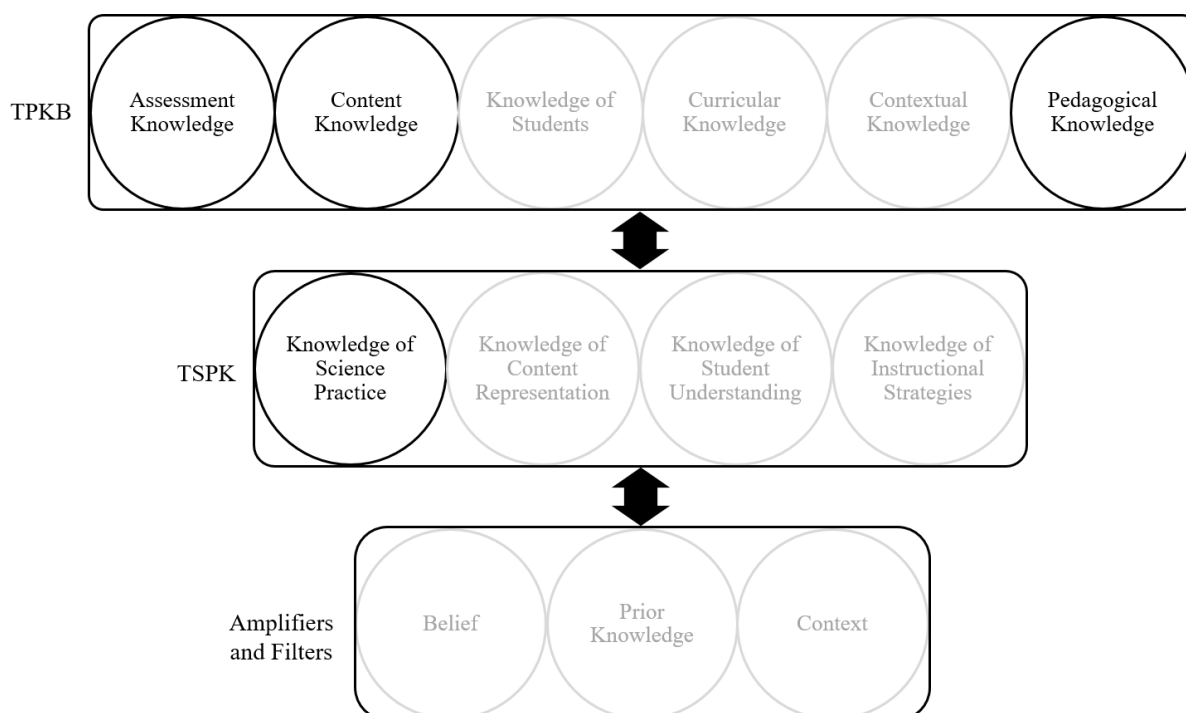 TPKB
Assessment
Knowledge
Content
Knowledge
Knowledge of
Students
Curricular
Knowledge
Contextual
Knowledge
Pedagogical
Knowledge
TSPK
Knowledge of
Science
Practice
Knowledge of
Content
Representation
Knowledge of
Student
Understanding
Knowledge of
Instructional
Strategies
Amplifiers
and Filters
Belief
Prior
Knowledge
Context